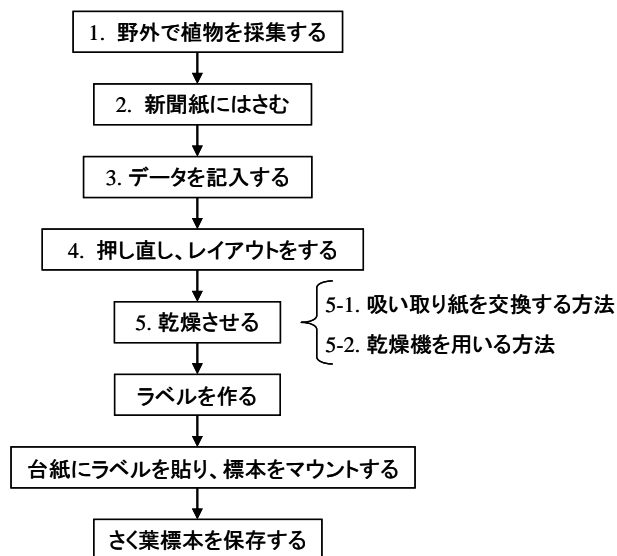 1. 野外で植物を採集する
2. 新聞紙にはさむ
3. データを記入する
4. 押し直し、レイアウトをする
5. 乾燥させる
5-1. 吸い取り紙を交換する方法
5-2. 乾燥機を用いる方法
ラベルを作る
台紙にラベルを貼り、標本をマウントする
さく葉標本を保存する